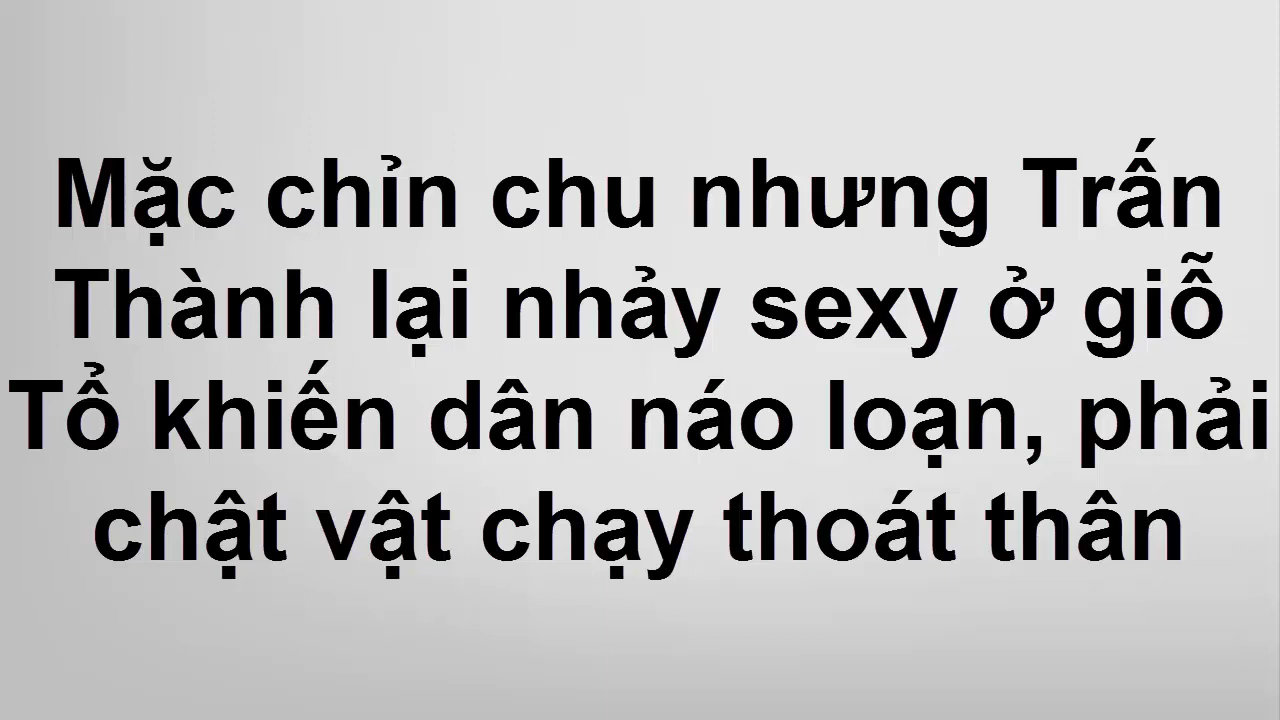 Mặc chỉn chu nhưng Trấn
Thành lại nhảy sexy ở giỗ
Tổ khiến dân náo loạn, phải
chật vật chạy thoát thân